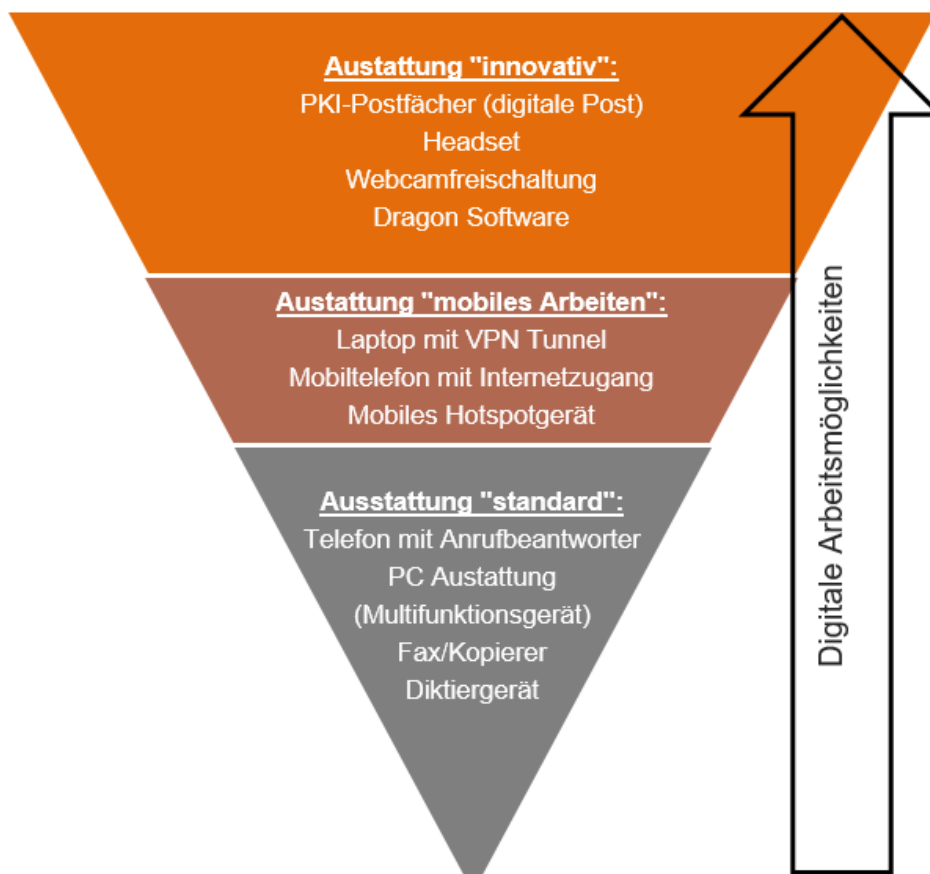 Austattung "innovativ":
PKI-Postfächer (digitale Post)
Headset
Webcamfreischaltung
Dragon Software
Austattung "mobiles Arbeiten":
Laptop mit VPN Tunnel
Mobiltelefon mit Internetzugang
Mobiles Hotspotgerät
Ausstattung "standard":
Telefon mit Anrufbeantworter
PC Austattung
(Multifunktionsgerät)
Fax/Kopierer
Diktiergerät
Digitale Arbeitsmöglichkeiten